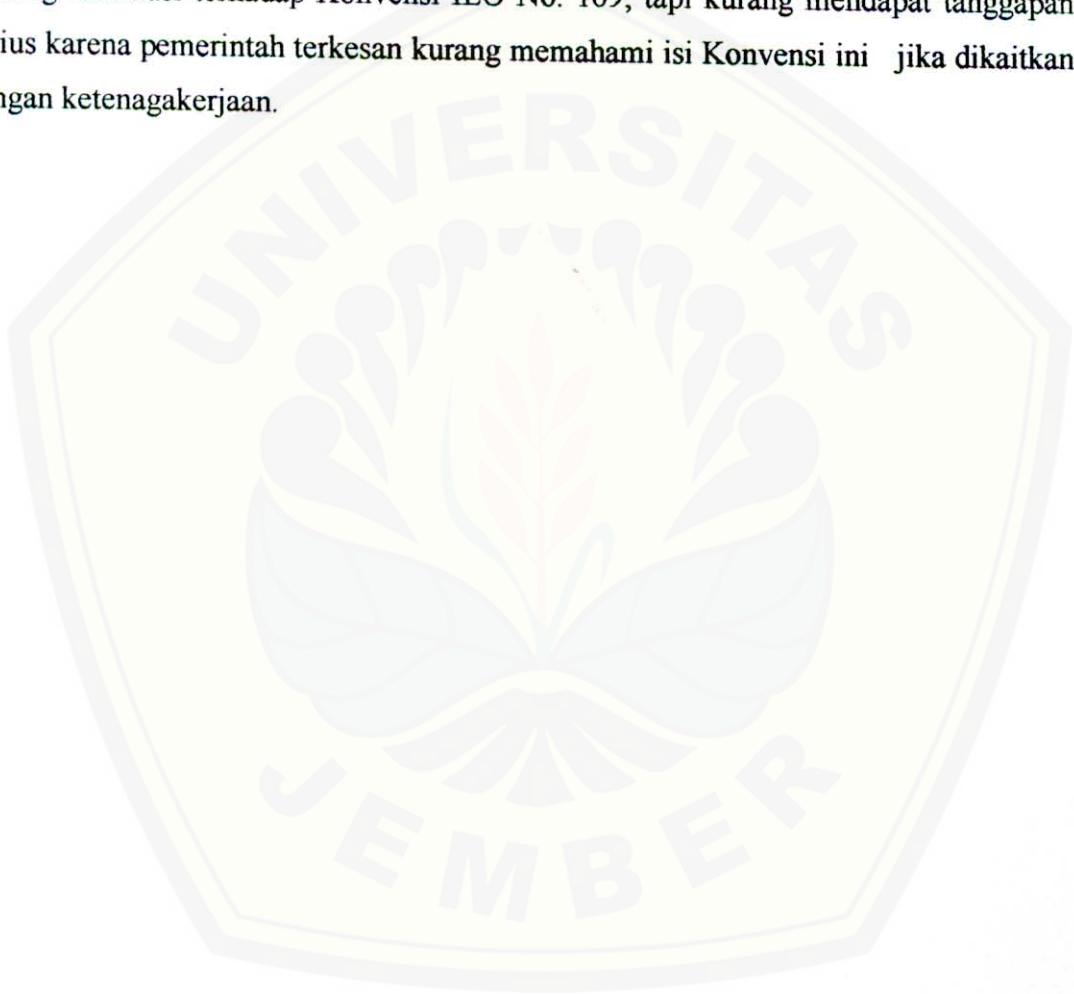 terhadap Konvensi ILO No. 169, tapi kurang mendapat tanggapan
ius karena pemerintah terkesan kurang memahami isi Konvensi ini jika dikaitkan
ngan ketenagakerjaan.
UNIVERSITAS
JEMBER